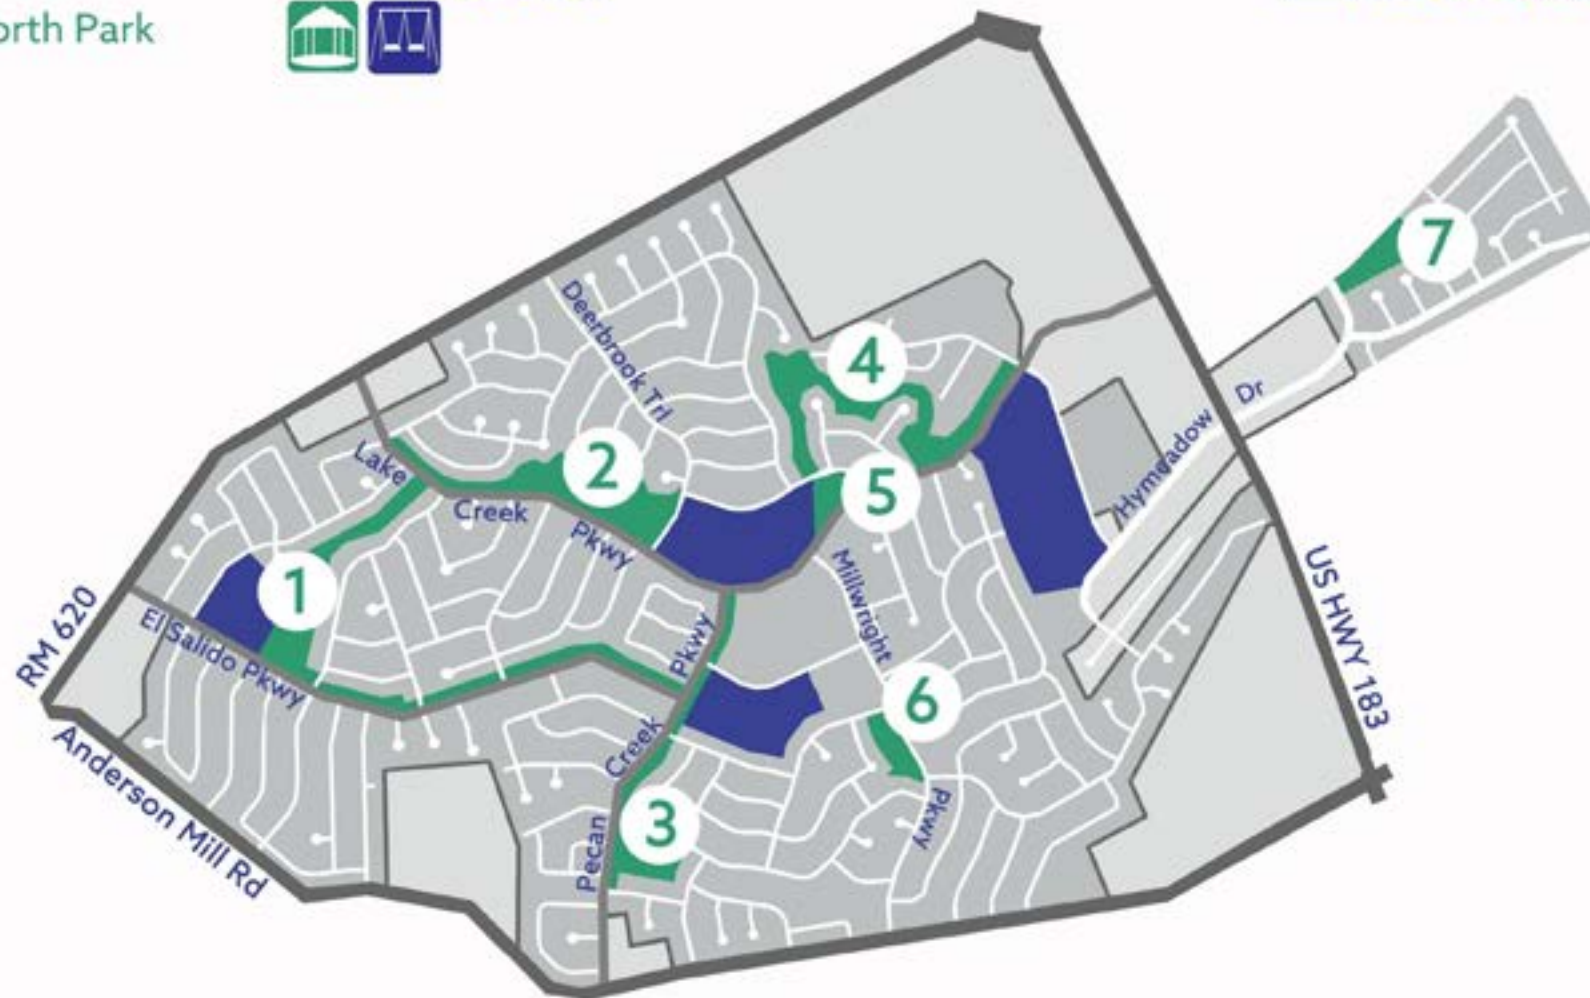 orth Park
7
4
Deerbrook Trl
Dr
Hymeadow
2
Lake
5
Creek
Pkwy
1
Millwright
US HWY 183
RM 620
El Salido Pkwy
Pkwy
6
Creek
Anderson Mill Rd
3
Pkwy
Pecan